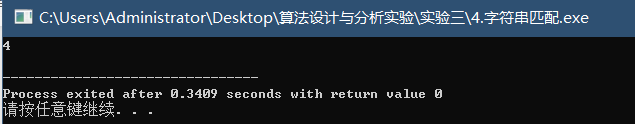 C:\Users\Administrator\Desktop\算法设计与分析实验\实验三\4.字符串匹配.exe
4
--------------------------------
Process exited after 0.3409 seconds with return value 0
请按任意键继续. . .